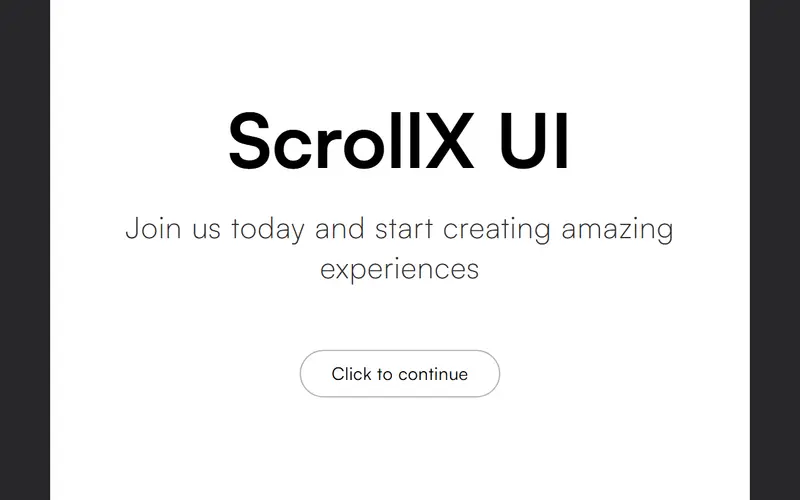 ScrollX UI
Join us today and start creating amazing
experiences
Click to continue